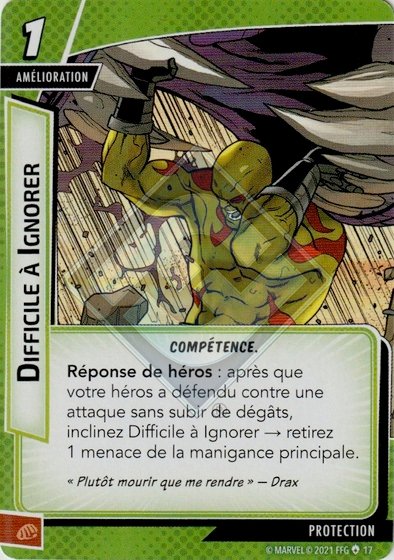 1
AMÉLIORATION
DIFFICILE À IGNORER
COMPÉTENCE.
Réponse de héros : après que
votre héros a défendu contre une
attaque sans subir de dégâts,
inclinez Difficile à Ignorer → retirez
1 menace de la manigance principale.
« Plutôt mourir que me rendre » – Drax
PROTECTION
© MARVEL © 2021 FFG 17